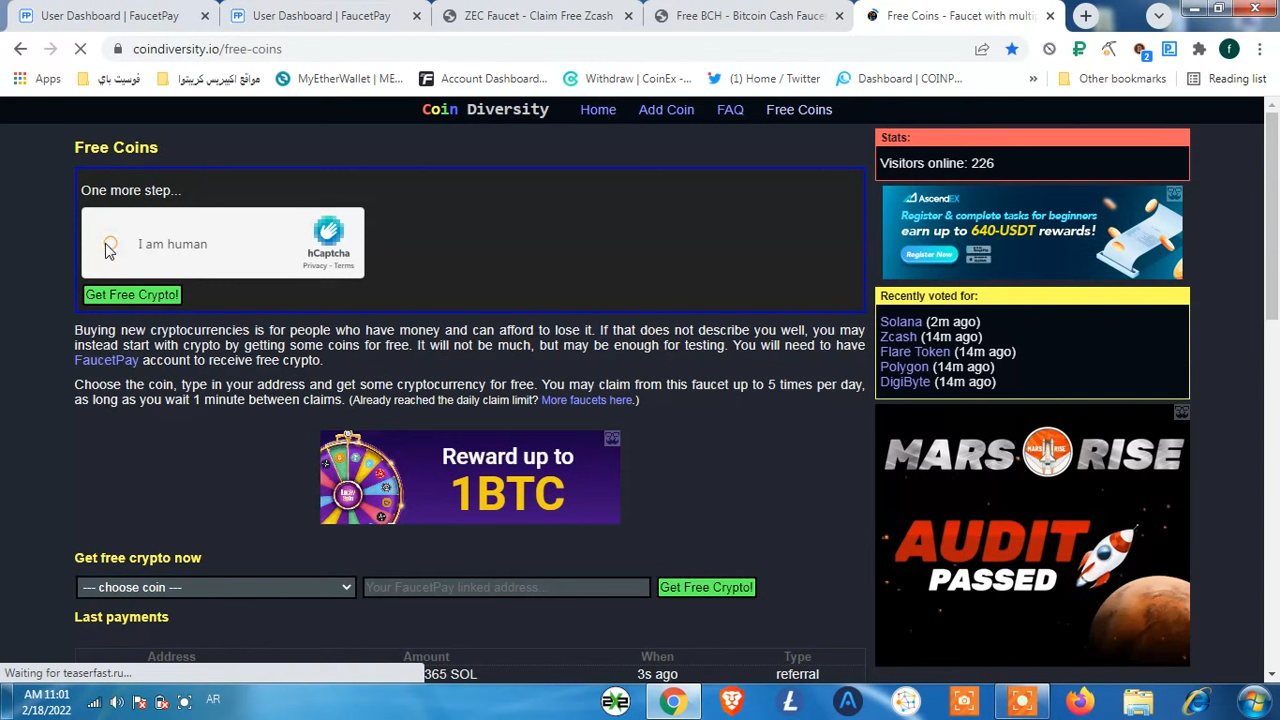 User Dashboard | FaucetPay
User Dashboard | FaucetPay
ZEC Faucet - Claim Free Zcash
Free BCH - Bitcoin Cash Faucet
Free Coins - Faucet with multip
coindiversity.io/free-coins
f
2
Apps
فوسيت باي
مواقع اكبيرس كريبتوا
MyEtherWallet | ME...
Account Dashboard...
Withdraw | CoinEx -...
(1) Home / Twitter
Dashboard | COINP...
»
Other bookmarks
Reading list
Coin Diversity
Home
Add Coin
FAQ
Free Coins
Free Coins
One more step...
I am human
hCaptcha
Privacy - Terms
Get Free Crypto!
Buying new cryptocurrencies is for people who have money and can afford to lose it. If that does not describe you well, you may
instead start with crypto by getting some coins for free. It will not be much, but may be enough for testing. You will need to have
FaucetPay account to receive free crypto.
Choose the coin, type in your address and get some cryptocurrency for free. You may claim from this faucet up to 5 times per day,
as long as you wait 1 minute between claims. (Already reached the daily claim limit? More faucets here.)
Reward up to
1BTC
Get free crypto now
--- choose coin ---
Your FaucetPay linked address...
Get Free Crypto!
Last payments
Address
Amount
When
Type
365 SOL
3s ago
referral
Stats:
Visitors online: 226
AscendEX
Register & complete tasks for beginners
earn up to 640-USDT rewards!
Register Now
Recently voted for:
Solana (2m ago)
Zcash (14m ago)
Flare Token (14m ago)
Polygon (14m ago)
DigiByte (14m ago)
MARS RISE
AUDIT
PASSED
Waiting for teaserfast.ru...
AM 11:01
2/18/2022
AR